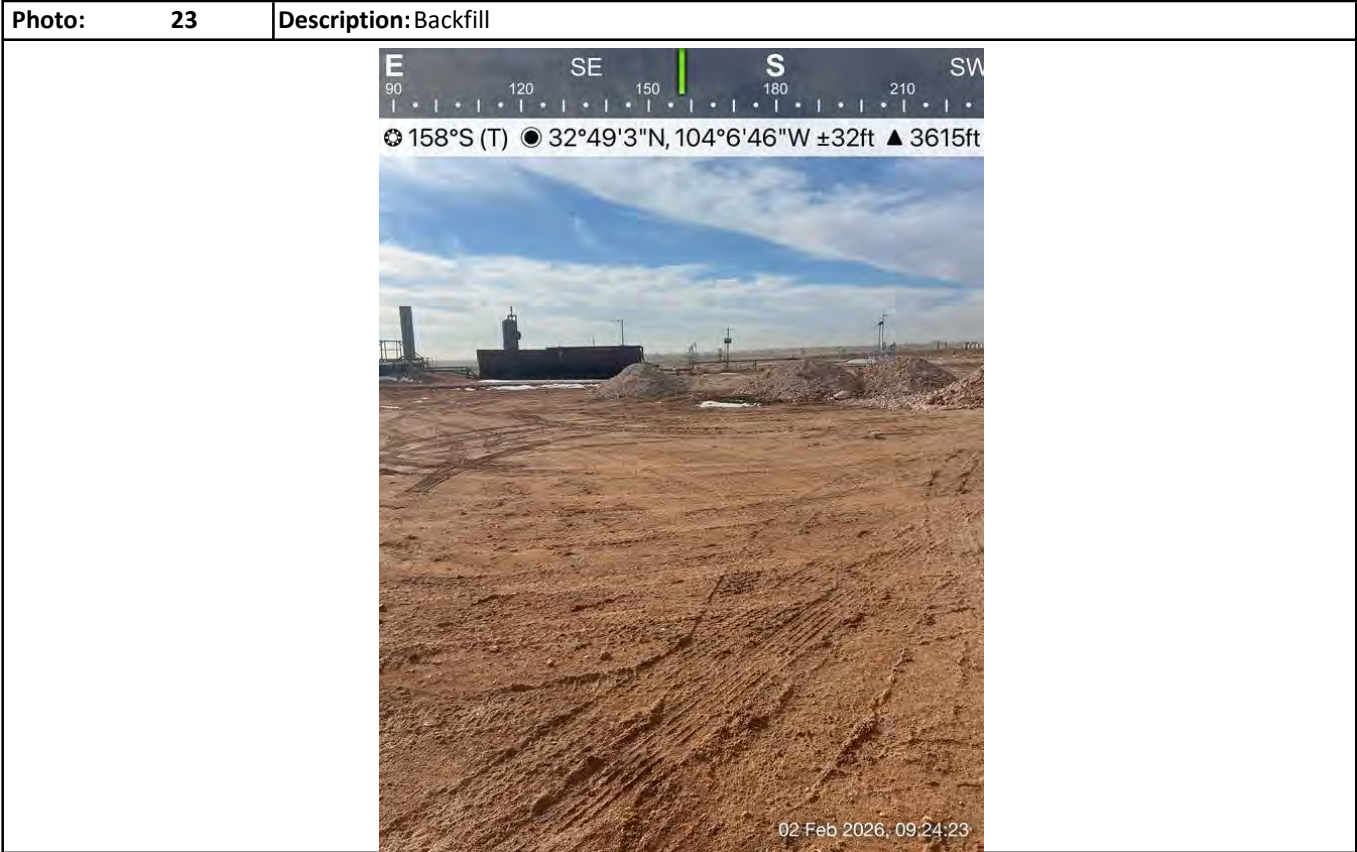 Photo: 23 Description: Backfill
E SE S SW
90 120 150 180 210
158°S (T) 32°49'3"N, 104°6'46"W ±32ft ▲ 3615ft
02 Feb 2026, 09:24:23